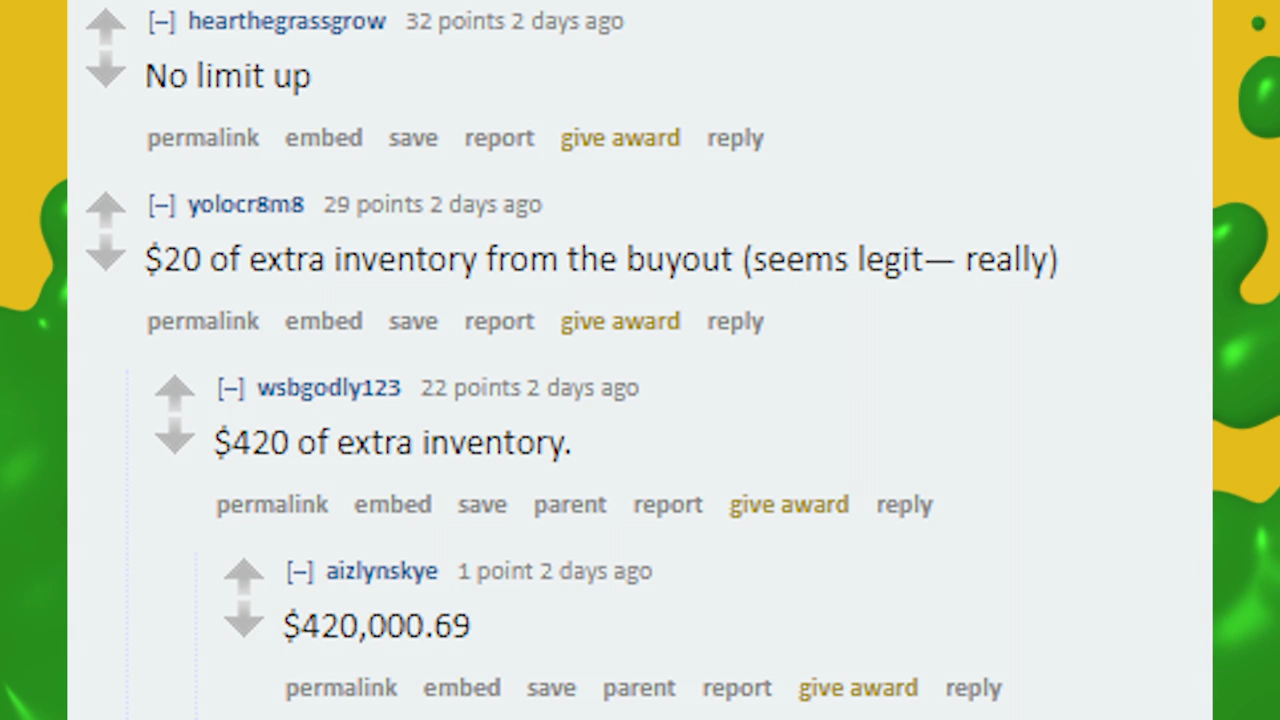 [–] hearthegrassgrow 32 points 2 days ago
No limit up
permalink embed save report give award reply
[–] yolocr8m8 29 points 2 days ago
$20 of extra inventory from the buyout (seems legit— really)
permalink embed save report give award reply
[–] wsbgodly123 22 points 2 days ago
$420 of extra inventory.
permalink embed save parent report give award reply
[–] aizlynskye 1 point 2 days ago
$420,000.69
permalink embed save parent report give award reply